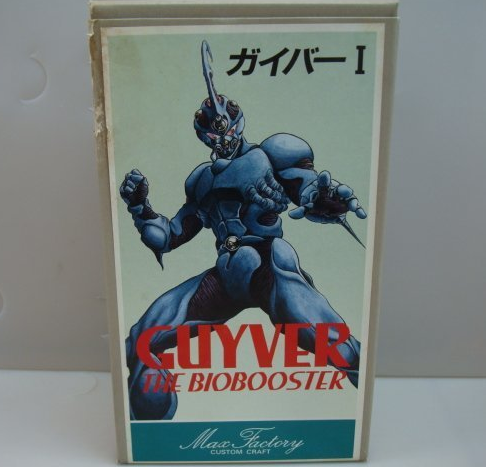 ガイバーI
GUYVER
THE BIOBOOSTER
Max Factory
CUSTOM CRAFT